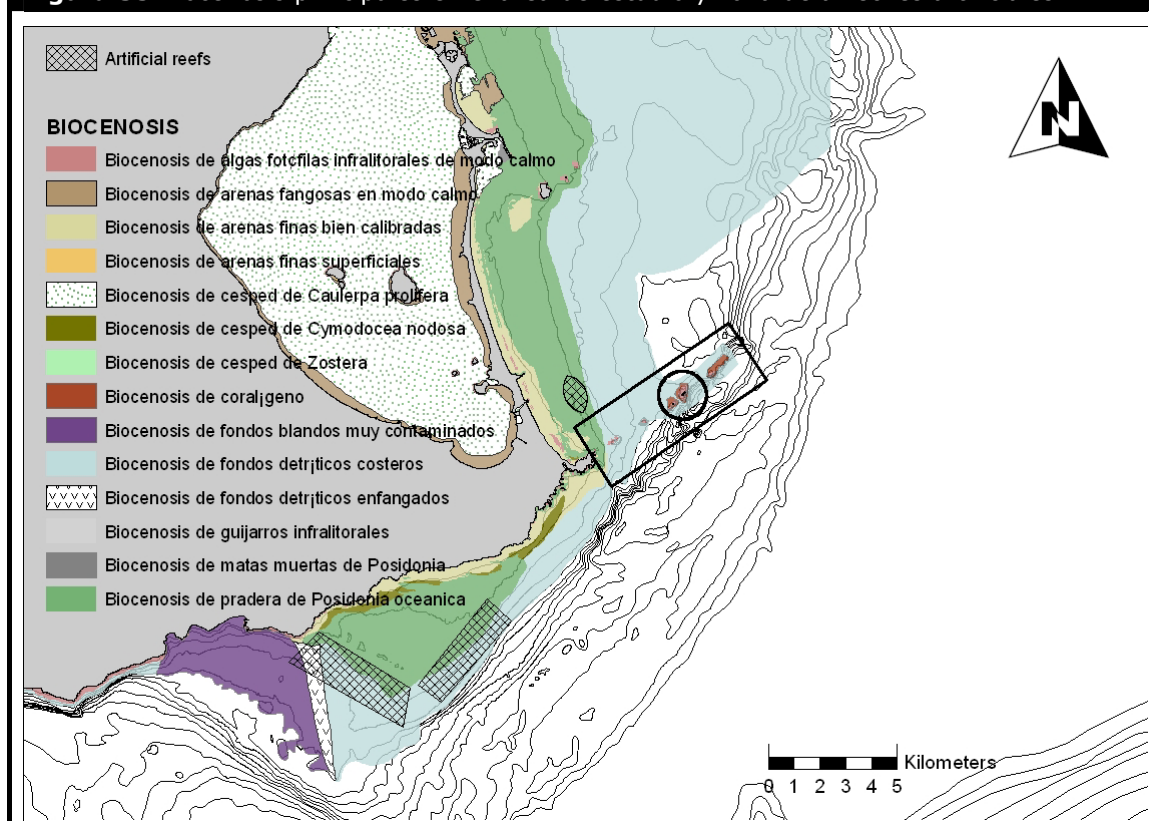 Artificial reefs
N
BIOCENOSIS
Biocenosis de algas fotcfilas infralitorales de modo calmo
Biocenosis de arenas fangosas en modo calmo
Biocenosis de arenas finas bien calibradas
Biocenosis de arenas finas superficiales
Biocenosis de cesped de Caulerpa prolifera
Biocenosis de cesped de Cymodocea nodosa
Biocenosis de cesped de Zostera
Biocenosis de coral¡geno
Biocenosis de fondos blandos muy contaminados
Biocenosis de fondos detr¡ticos costeros
Biocenosis de fondos detr¡ticos enfangados
Biocenosis de guijarros infralitorales
Biocenosis de matas muertas de Posidonia
Biocenosis de pradera de Posidonia oceanica
Kilometers
0 1 2 3 4 5